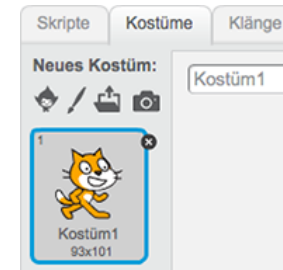 Skripte Kostüme Klänge
Neues Kostüm:
Kostüm1
1
Kostüm1
93x101